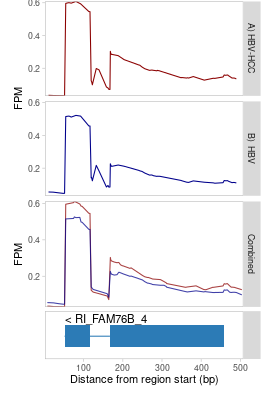 0.6
0.4
0.2
A) HBV-HCC
FPM
0.6
0.4
0.2
B) HBV
0.6
0.4
0.2
FPM
Combined
< RI_FAM76B_4
100 200 300 400 500
Distance from region start (bp)